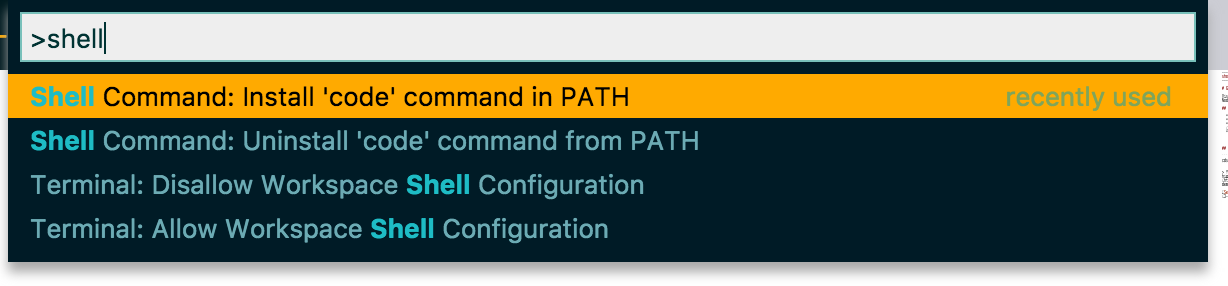 >shell
Shell Command: Install 'code' command in PATH recently used
Shell Command: Uninstall 'code' command from PATH
Terminal: Disallow Workspace Shell Configuration
Terminal: Allow Workspace Shell Configuration